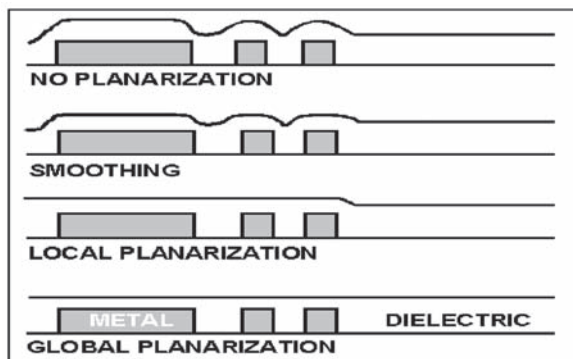 NO PLANARIZATION
SMOOTHING
LOCAL PLANARIZATION
METAL DIELECTRIC
GLOBAL PLANARIZATION